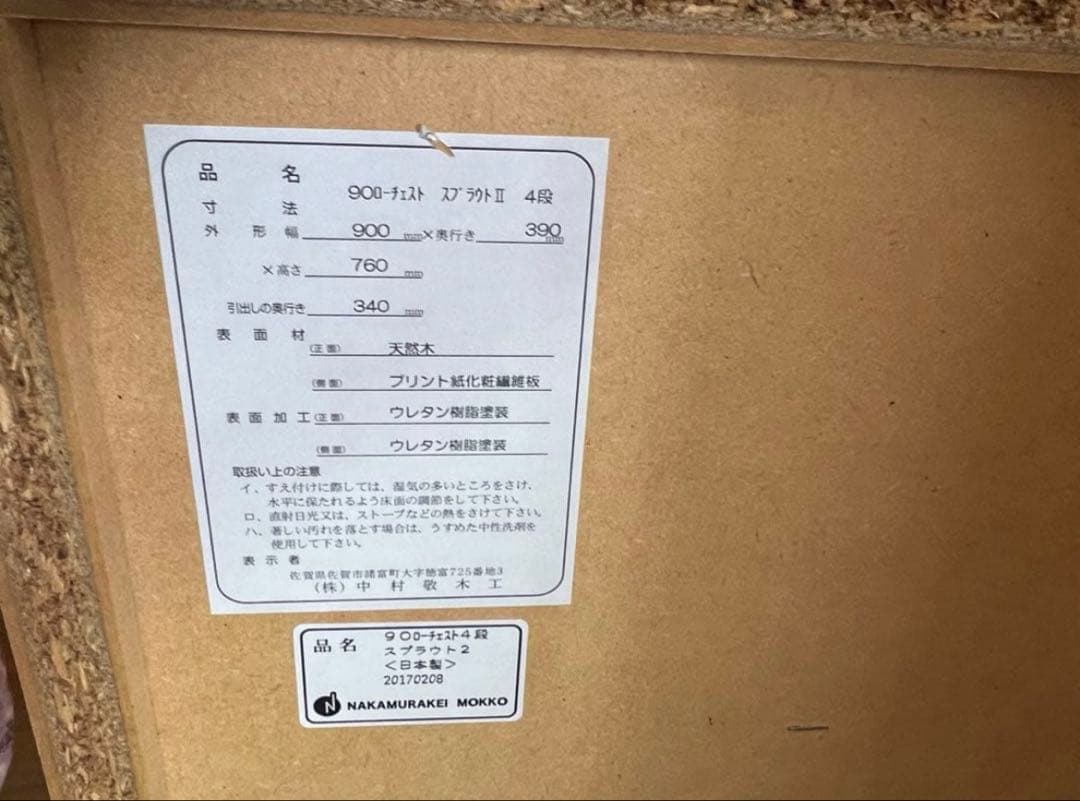 品名 90ﾛｰﾁｪｽﾄ ｽﾌﾟﾗｳﾄⅡ 4段
寸法
外形幅 900 mm×奥行き 390 mm
×高さ 760 mm
引出しの奥行き 340 mm
表面材 (正面) 天然木
(側面) プリント紙化粧繊維板
表面加工 (正面) ウレタン樹脂塗装
(側面) ウレタン樹脂塗装
取扱い上の注意
イ、すえ付けに際しては、湿気の多いところをさけ、
水平に保たれるよう床面の調節をして下さい。
ロ、直射日光又は、ストーブなどの熱をさけて下さい。
ハ、著しい汚れを落とす場合は、うすめた中性洗剤を
使用して下さい。
表示者
佐賀県佐賀市諸富町大字徳富725番地3
(株)中村敬木工
品名 90ﾛｰﾁｪｽﾄ4段
スプラウト2
<日本製>
20170208
N NAKAMURAKEI MOKKO